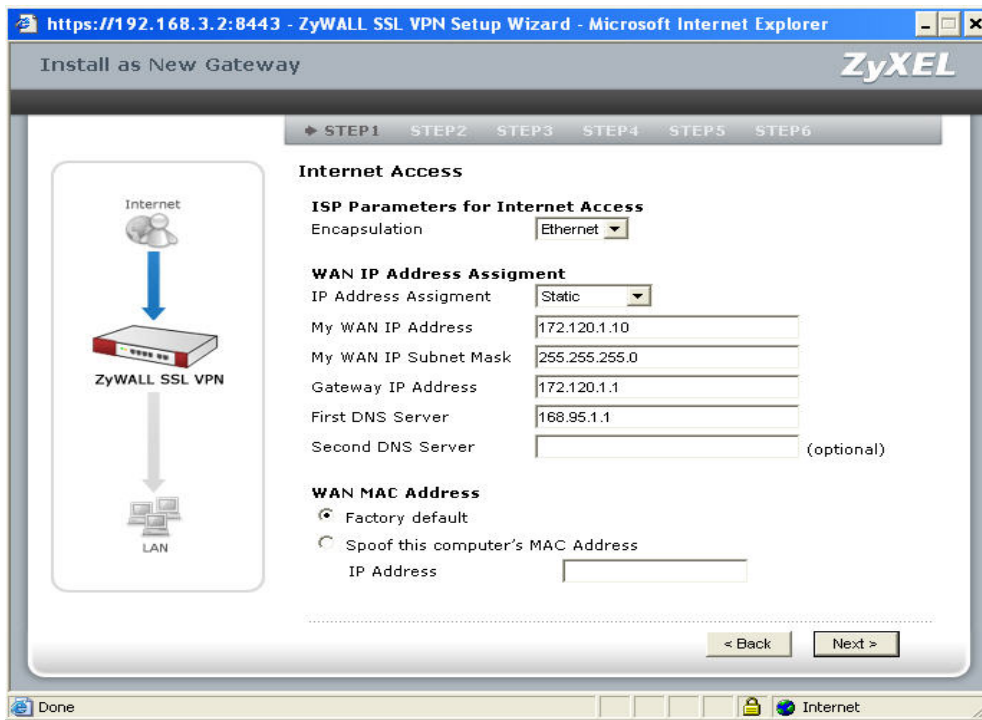 https://192.168.3.2:8443 - ZyWALL SSL VPN Setup Wizard - Microsoft Internet Explorer
Install as New Gateway
ZyXEL
STEP1 STEP2 STEP3 STEP4 STEP5 STEP6
Internet
ZyWALL SSL VPN
LAN
Internet Access
ISP Parameters for Internet Access
Encapsulation Ethernet
WAN IP Address Assigment
IP Address Assigment Static
My WAN IP Address 172.120.1.10
My WAN IP Subnet Mask 255.255.255.0
Gateway IP Address 172.120.1.1
First DNS Server 168.95.1.1
Second DNS Server (optional)
WAN MAC Address
Factory default
Spoof this computer's MAC Address
IP Address
< Back Next >
Done Internet